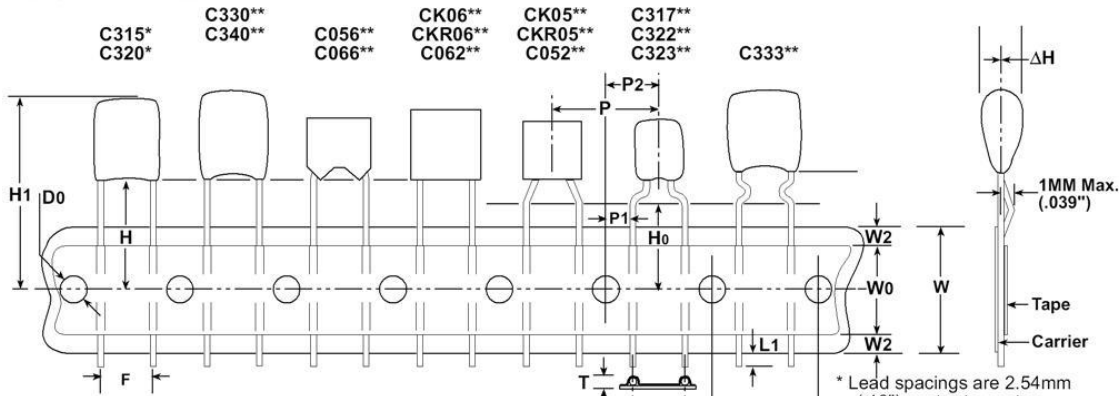 C315*
C320*
C330**
C340**
C056**
C066**
CK06**
CKR06**
C062**
CK05**
CKR05**
C052**
C317**
C322**
C323**
C333**
ΔH
P2
P
H1
D0
H
P1
H0
1MM Max.
(.039")
W2
W0
W
W2
Tape
Carrier
F
L1
T
* Lead spacings are 2.54mm